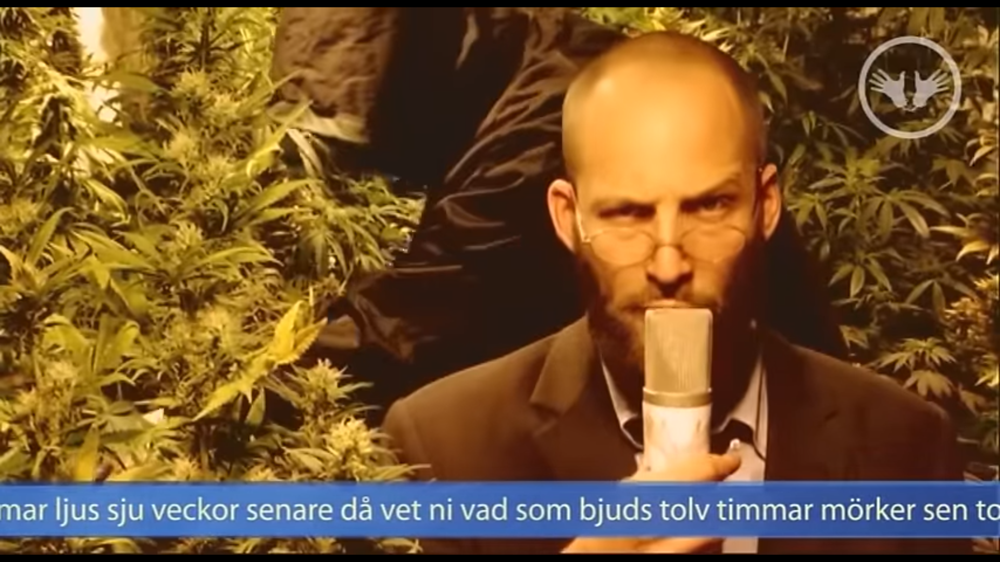 mar ljus sju veckor senare då vet ni vad som bjuds tolv timmar mörker sen to